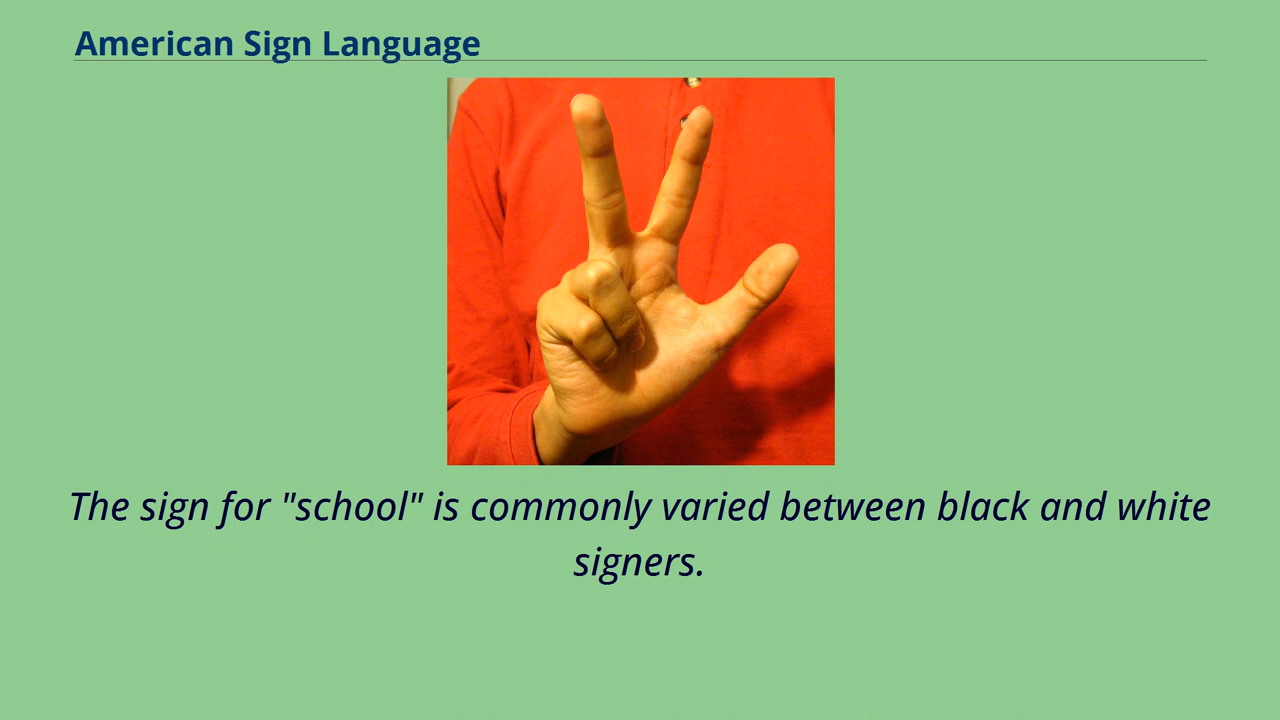 American Sign Language
The sign for "school" is commonly varied between black and white
signers.